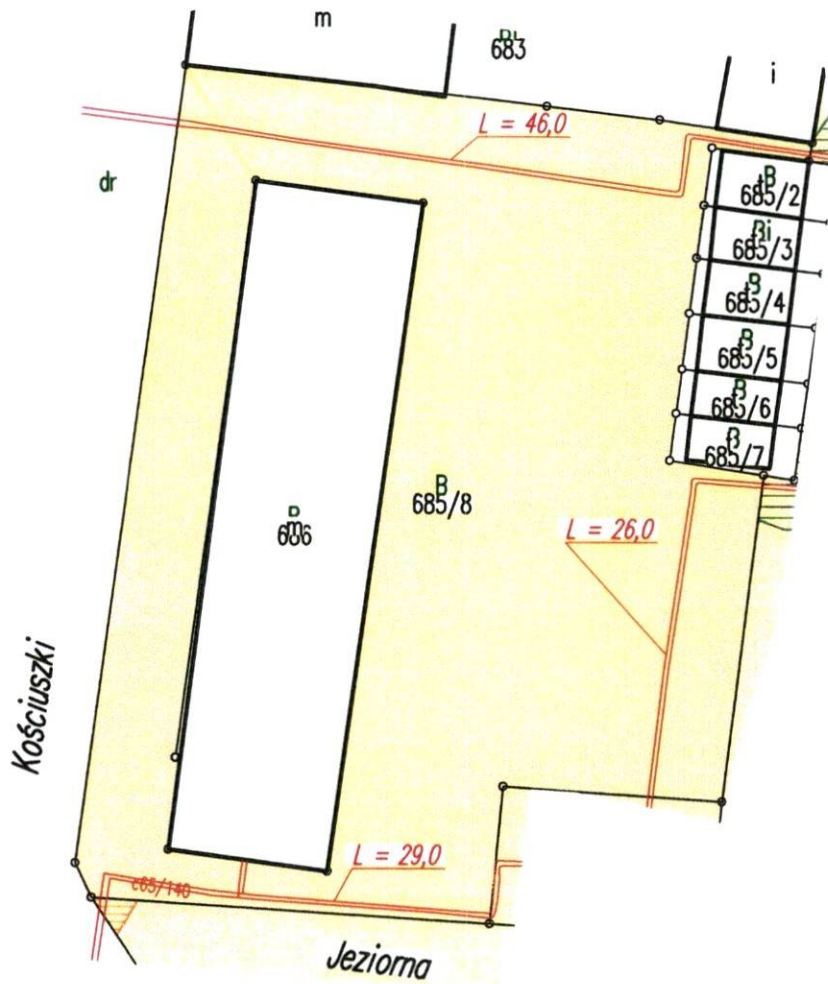 m
683
i
L = 46,0
dr
B
685/2
Bi
685/3
B
685/4
B
685/5
B
685/6
B
685/7
B
685/8
m
686
L = 26,0
Kościuszki
L = 29,0
c65/140
Jeziorna